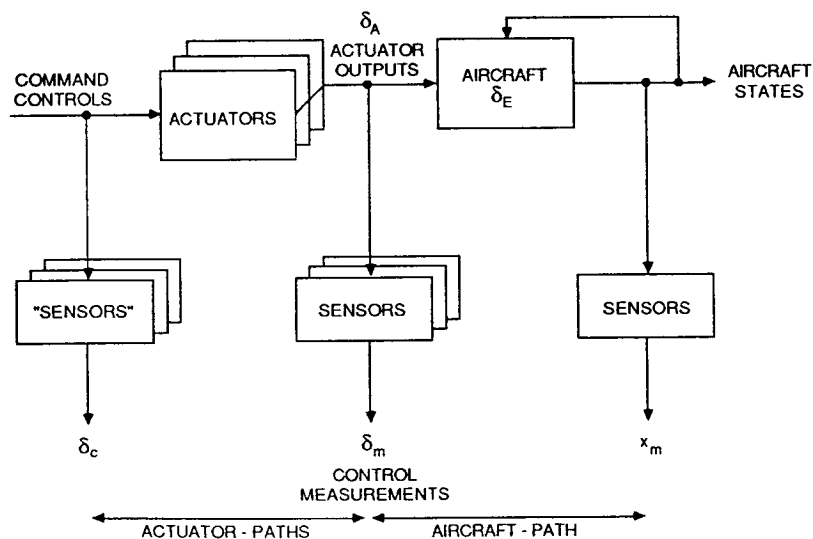 δA
ACTUATOR
OUTPUTS
COMMAND
CONTROLS
ACTUATORS
AIRCRAFT
δE
AIRCRAFT
STATES
"SENSORS"
SENSORS
SENSORS
δc
δm
xm
CONTROL
MEASUREMENTS
ACTUATOR - PATHS
AIRCRAFT - PATH